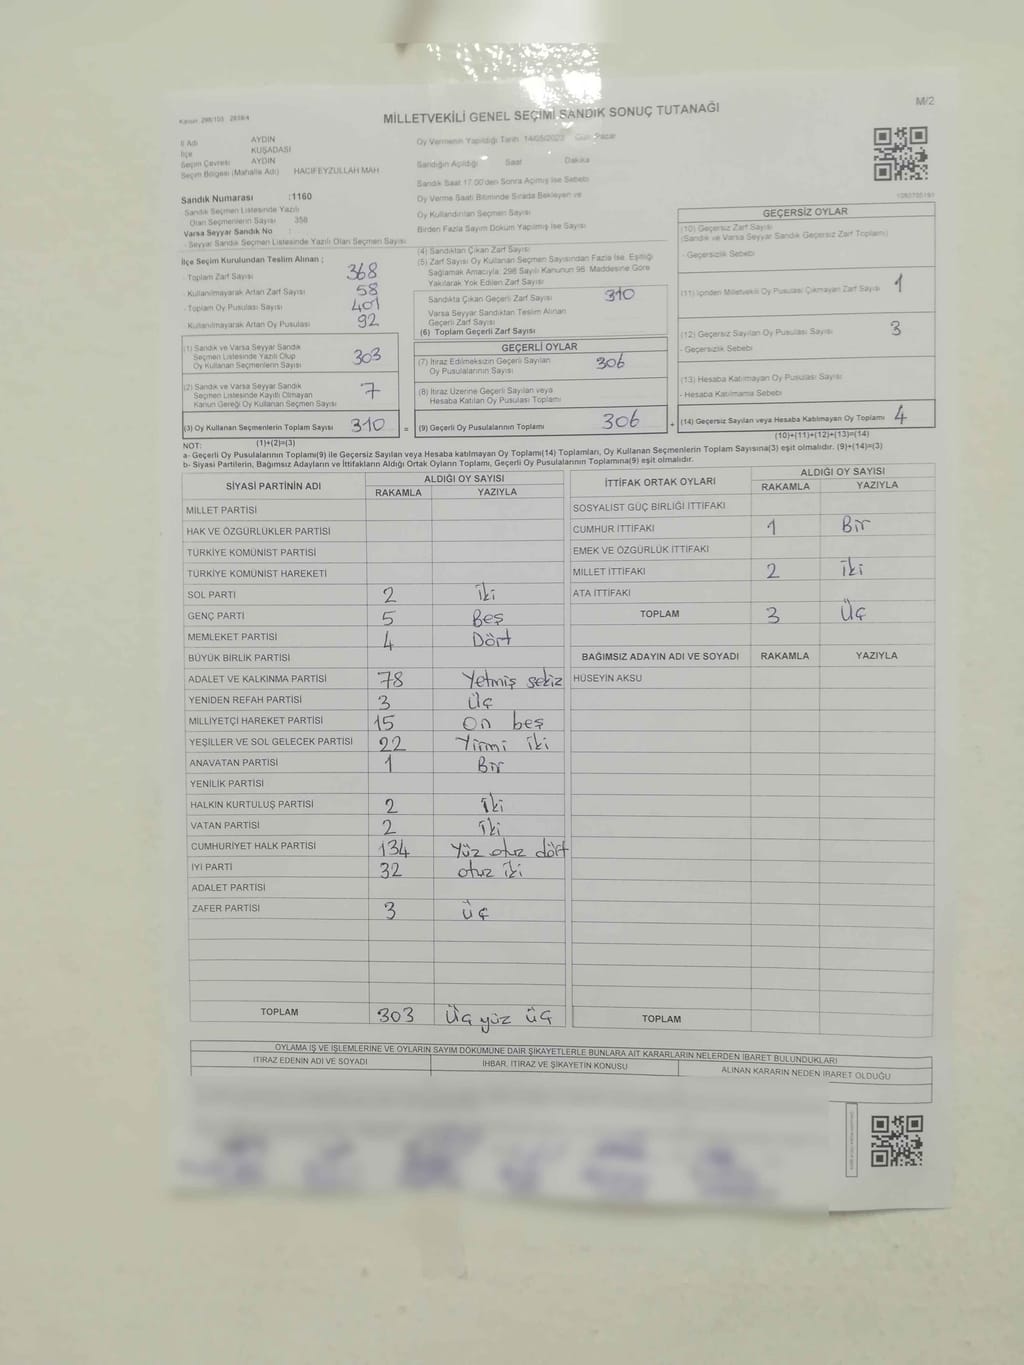 Kanun: 298/105 2839/4
MİLLETVEKİLİ GENEL SEÇİMİ SANDIK SONUÇ TUTANAĞI
M/2
İl Adı AYDIN
İlçe KUŞADASI
Seçim Çevresi AYDIN
Seçim Bölgesi (Mahalle Adı) HACIFEYZULLAH MAH
Sandık Numarası :1160
Sandık Seçmen Listesinde Yazılı
Olan Seçmenlerin Sayısı 358
Varsa Seyyar Sandık No :
- Seyyar Sandık Seçmen Listesinde Yazılı Olan Seçmen Sayısı
Oy Vermenin Yapıldığı Tarih 14/05/2023 Gün Pazar
Sandığın Açıldığı Saat Dakika
Sandık Saat 17:00'den Sonra Açılmış İse Sebebi
Oy Verme Saati Bitiminde Sırada Bekleyen ve
Oy Kullandırılan Seçmen Sayısı
Birden Fazla Sayım Döküm Yapılmış İse Sayısı
İlçe Seçim Kurulundan Teslim Alınan ;
- Toplam Zarf Sayısı 368
- Kullanılmayarak Artan Zarf Sayısı 58
- Toplam Oy Pusulası Sayısı 401
- Kullanılmayarak Artan Oy Pusulası 92
(1) Sandık ve Varsa Seyyar Sandık
Seçmen Listesinde Yazılı Olup
Oy Kullanan Seçmenlerin Sayısı 303
(2) Sandık ve Varsa Seyyar Sandık
Seçmen Listesinde Kayıtlı Olmayan
Kanun Gereği Oy Kullanan Seçmen Sayısı 7
(3) Oy Kullanan Seçmenlerin Toplam Sayısı 310 =
(4) Sandıktan Çıkan Zarf Sayısı
(5) Zarf Sayısı Oy Kullanan Seçmen Sayısından Fazla İse, Eşitliği
Sağlamak Amacıyla; 298 Sayılı Kanunun 98. Maddesine Göre
Yakılarak Yok Edilen Zarf Sayısı
Sandıkta Çıkan Geçerli Zarf Sayısı 310
Varsa Seyyar Sandıktan Teslim Alınan
Geçerli Zarf Sayısı
(6) Toplam Geçerli Zarf Sayısı
GEÇERLİ OYLAR
(7) İtiraz Edilmeksizin Geçerli Sayılan
Oy Pusulalarının Sayısı 306
(8) İtiraz Üzerine Geçerli Sayılan veya
Hesaba Katılan Oy Pusulası Toplamı
(9) Geçerli Oy Pusulalarının Toplamı 306 +
GEÇERSİZ OYLAR
(10) Geçersiz Zarf Sayısı
(Sandık ve Varsa Seyyar Sandık Geçersiz Zarf Toplamı)
- Geçersizlik Sebebi
(11) İçinden Milletvekili Oy Pusulası Çıkmayan Zarf Sayısı 1
(12) Geçersiz Sayılan Oy Pusulası Sayısı 3
- Geçersizlik Sebebi
(13) Hesaba Katılmayan Oy Pusulası Sayısı
- Hesaba Katılmama Sebebi
(14) Geçersiz Sayılan veya Hesaba Katılmayan Oy Toplamı 4
NOT: (1)+(2)=(3)
(10)+(11)+(12)+(13)=(14)
a- Geçerli Oy Pusulalarının Toplamı(9) ile Geçersiz Sayılan veya Hesaba katılmayan Oy Toplamı(14) Toplamları, Oy Kullanan Seçmenlerin Toplam Sayısına(3) eşit olmalıdır. (9)+(14)=(3)
b- Siyasi Partilerin, Bağımsız Adayların ve İttifakların Aldığı Ortak Oyların Toplamı, Geçerli Oy Pusulalarının Toplamına(9) eşit olmalıdır.
SİYASİ PARTİNİN ADI ALDIĞI OY SAYISI
RAKAMLA YAZIYLA
MİLLET PARTİSİ
HAK VE ÖZGÜRLÜKLER PARTİSİ
TÜRKİYE KOMÜNİST PARTİSİ
TÜRKİYE KOMÜNİST HAREKETİ
SOL PARTİ 2 iki
GENÇ PARTİ 5 Beş
MEMLEKET PARTİSİ 4 Dört
BÜYÜK BİRLİK PARTİSİ
ADALET VE KALKINMA PARTİSİ 78 Yetmiş sekiz
YENİDEN REFAH PARTİSİ 3 üç
MİLLİYETÇİ HAREKET PARTİSİ 15 on beş
YEŞİLLER VE SOL GELECEK PARTİSİ 22 Yirmi iki
ANAVATAN PARTİSİ 1 Bir
YENİLİK PARTİSİ
HALKIN KURTULUŞ PARTİSİ 2 iki
VATAN PARTİSİ 2 iki
CUMHURİYET HALK PARTİSİ 134 Yüz otuz dört
İYİ PARTİ 32 otuz iki
ADALET PARTİSİ
ZAFER PARTİSİ 3 üç
TOPLAM 303 Üç yüz üç
İTTİFAK ORTAK OYLARI ALDIĞI OY SAYISI
RAKAMLA YAZIYLA
SOSYALİST GÜÇ BİRLİĞİ İTTİFAKI
CUMHUR İTTİFAKI 1 Bir
EMEK VE ÖZGÜRLÜK İTTİFAKI
MİLLET İTTİFAKI 2 iki
ATA İTTİFAKI
TOPLAM 3 Üç
BAĞIMSIZ ADAYIN ADI VE SOYADI RAKAMLA YAZIYLA
HÜSEYİN AKSU
TOPLAM
OYLAMA İŞ VE İŞLEMLERİNE VE OYLARIN SAYIM DÖKÜMÜNE DAİR ŞİKAYETLERLE BUNLARA AİT KARARLARIN NELERDEN İBARET BULUNDUKLARI
İTİRAZ EDENİN ADI VE SOYADI İHBAR, İTİRAZ VE ŞİKAYETİN KONUSU ALINAN KARARIN NEDEN İBARET OLDUĞU